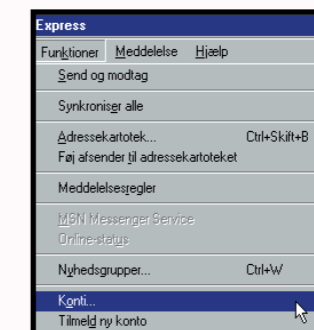 Express
Funktioner Meddelelse Hjælp
Send og modtag
Synkroniser alle
Adressekartotek... Ctrl+Skift+B
Føj afsender til adressekartoteket
Meddelelsesregler
MSN Messenger Service
Online-status
Nyhedsgrupper... Ctrl+W
Konti...
Tilmeld ny konto